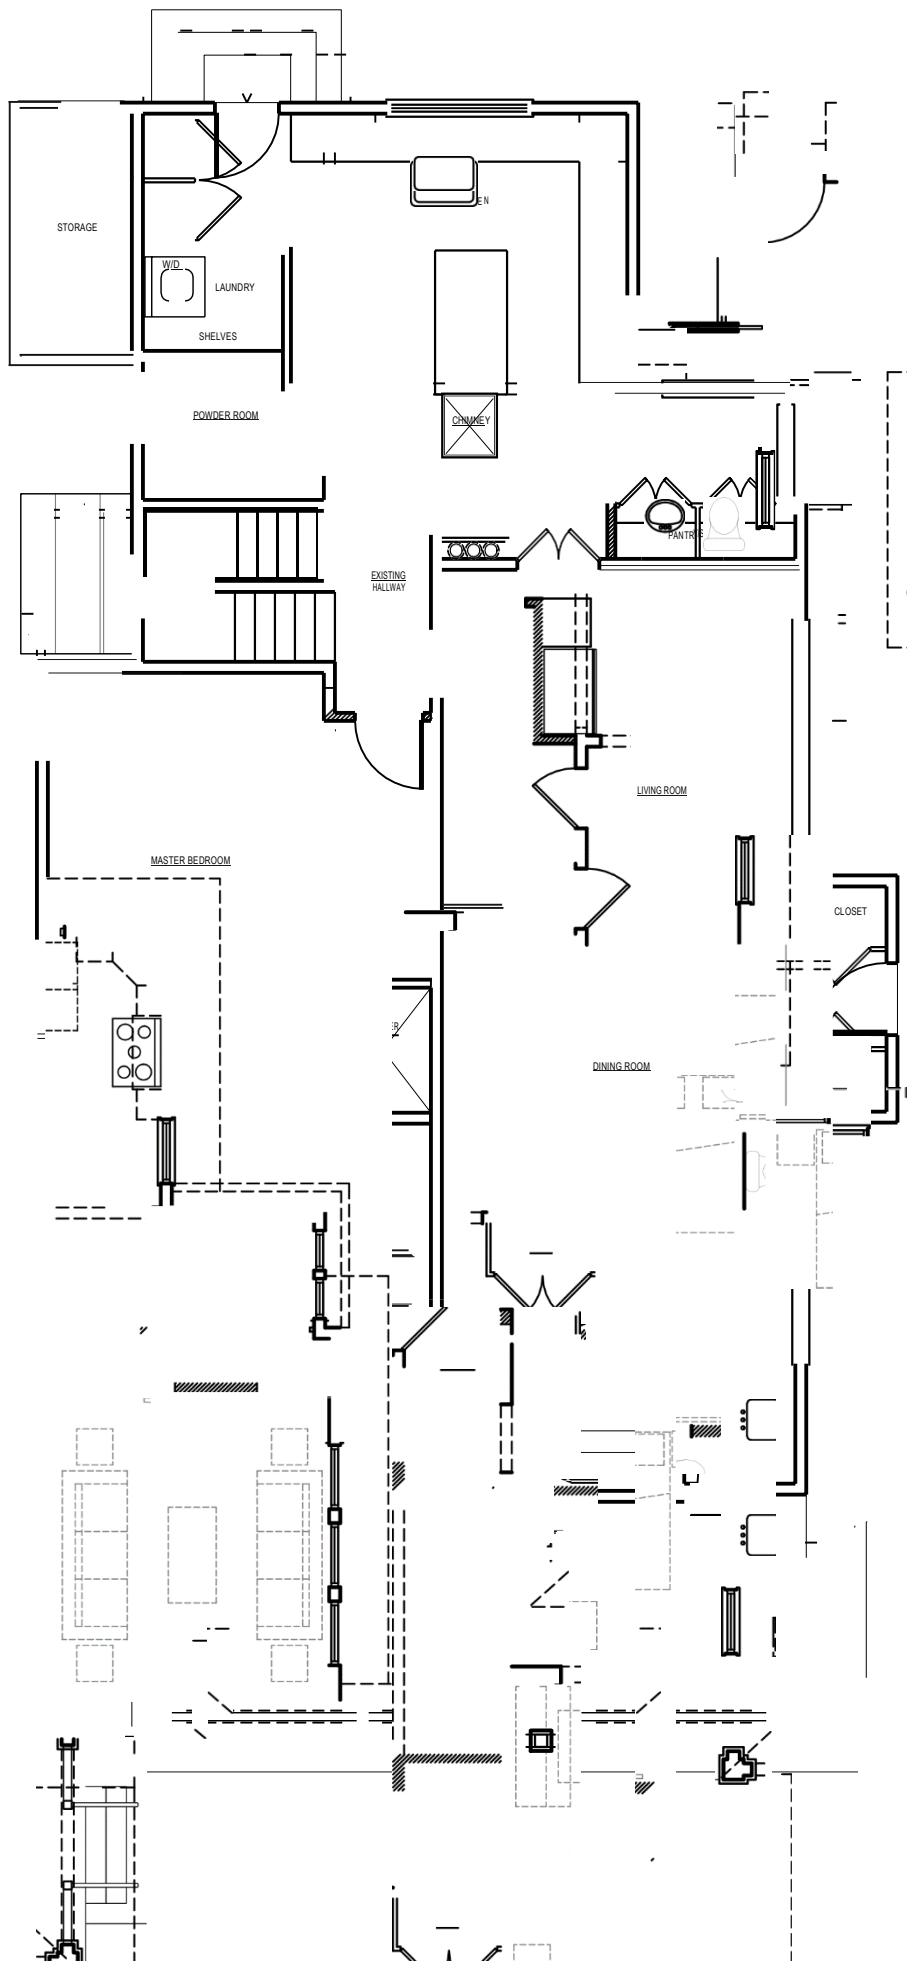 STORAGE
W/D
LAUNDRY
SHELVES
POWDER ROOM
CHIMNEY
EXISTING
HALLWAY
LIVING ROOM
MASTER BEDROOM
CLOSET
DINING ROOM